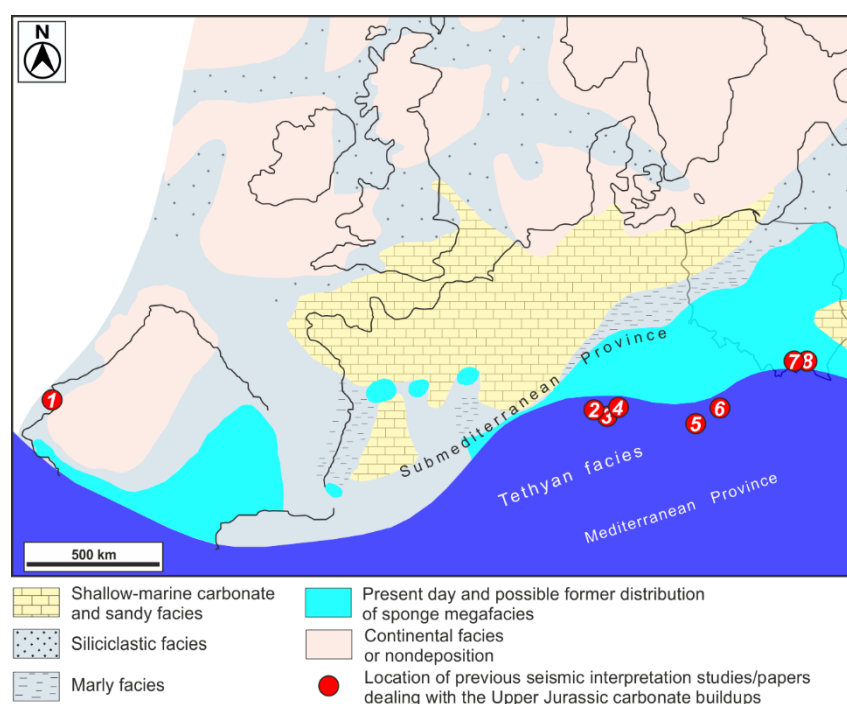 N
Submediterranean Province
1
7 8
2 3 4
5
6
Tethyan facies
Mediterranean Province
500 km
Shallow-marine carbonate
and sandy facies
Siliciclastic facies
Marly facies
Present day and possible former distribution
of sponge megafacies
Continental facies
or nondeposition
Location of previous seismic interpretation studies/papers
dealing with the Upper Jurassic carbonate buildups